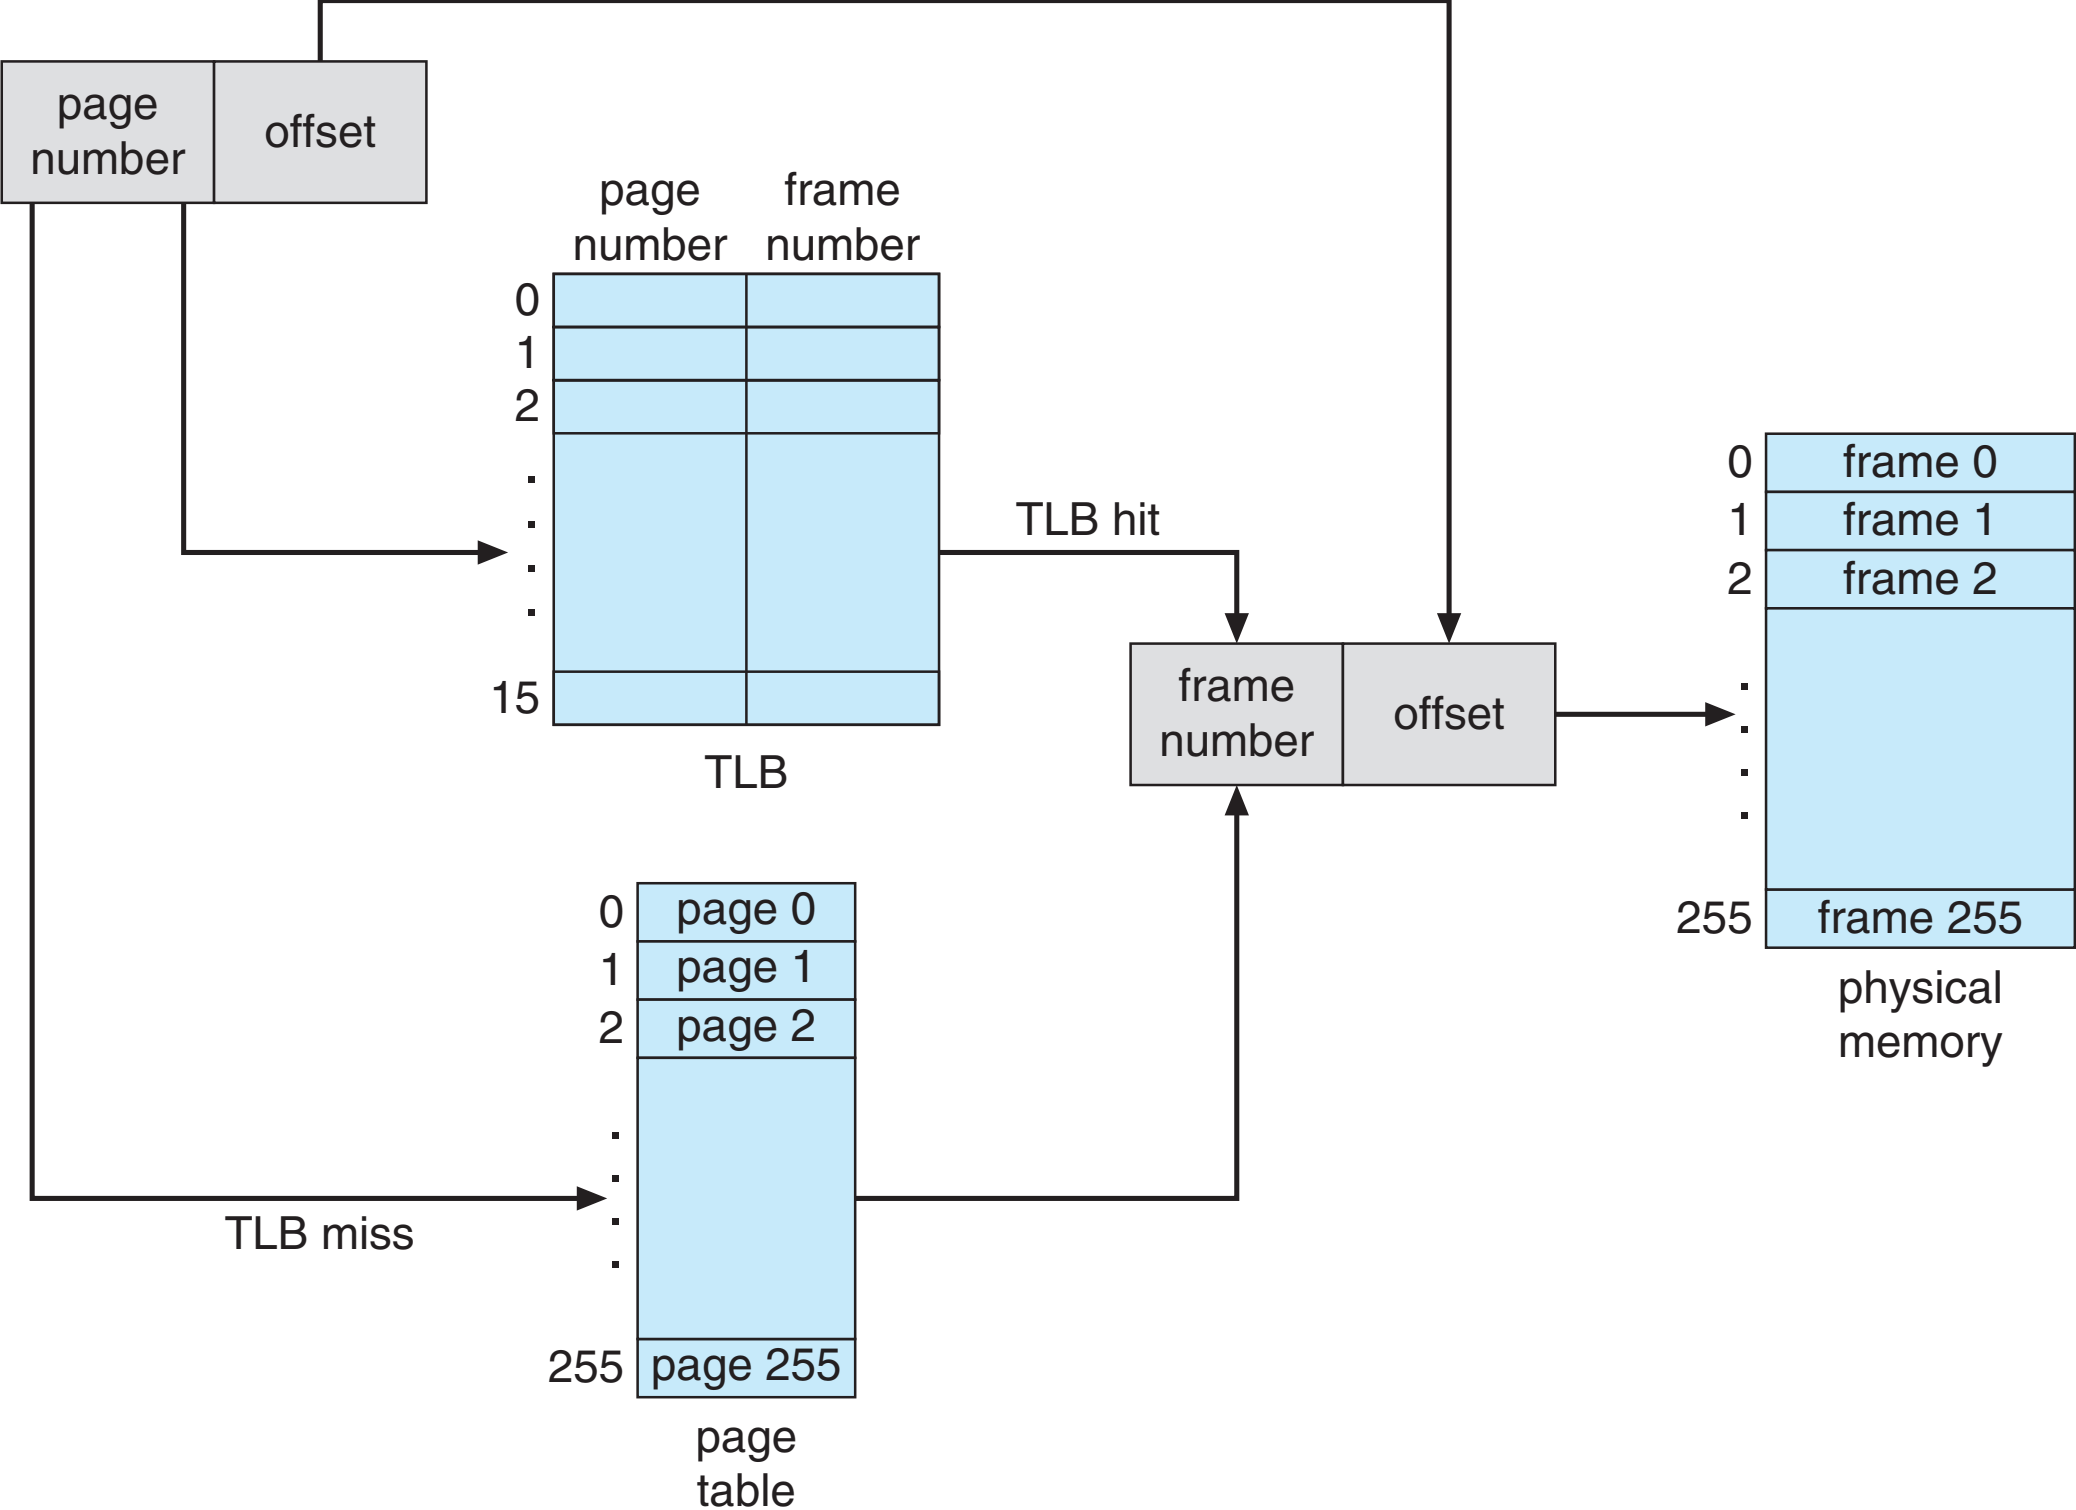 page
number
offset
page
number
frame
number
0
1
2
.
.
.
.
15
TLB
TLB hit
frame
number
offset
0 frame 0
1 frame 1
2 frame 2
.
.
.
.
255 frame 255
physical
memory
TLB miss
0 page 0
1 page 1
2 page 2
.
.
.
.
255 page 255
page
table